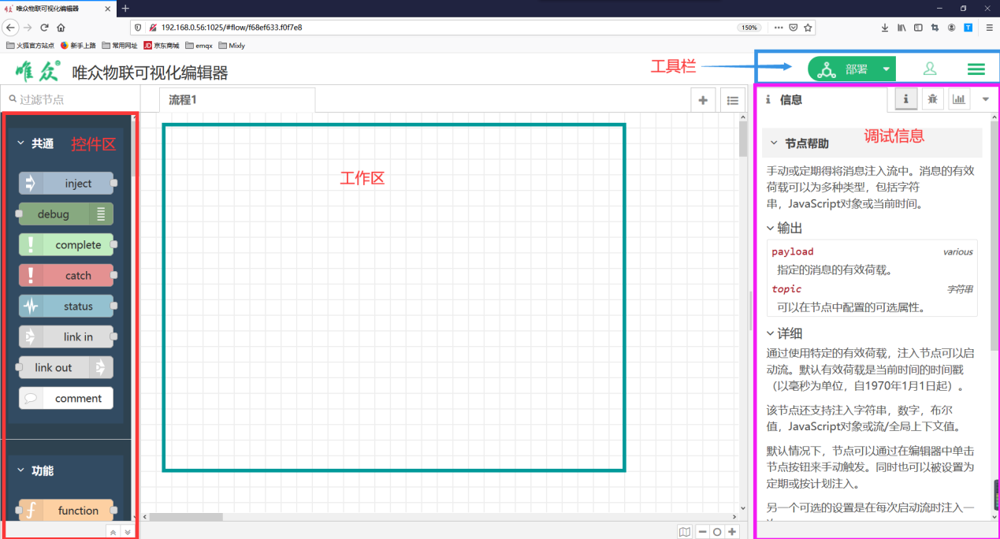 唯众物联可视化编辑器
192.168.0.56:1025/#flow/f68ef633.f0f7e8
150%
火狐官方站点
新手上路
常用网址
JD 京东商城
emqx
Mixly
唯众
唯众物联可视化编辑器
工具栏
部署
过滤节点
流程1
信息
控件区
共通
inject
debug
complete
catch
status
link in
link out
comment
功能
function
工作区
调试信息
节点帮助
手动或定期得将消息注入流中。消息的有效
荷载可以为多种类型，包括字符
串，JavaScript对象或当前时间。
输出
payload various
指定的消息的有效荷载。
topic 字符串
可以在节点中配置的可选属性。
详细
通过使用特定的有效荷载，注入节点可以启
动流。默认有效荷载是当前时间的时间戳
（以毫秒为单位，自1970年1月1日起）。
该节点还支持注入字符串，数字，布尔
值，JavaScript对象或流/全局上下文值。
默认情况下，节点可以通过在编辑器中单击
节点按钮来手动触发。同时也可以被设置为
定期或按计划注入。
另一个可选的设置是在每次启动流时注入一